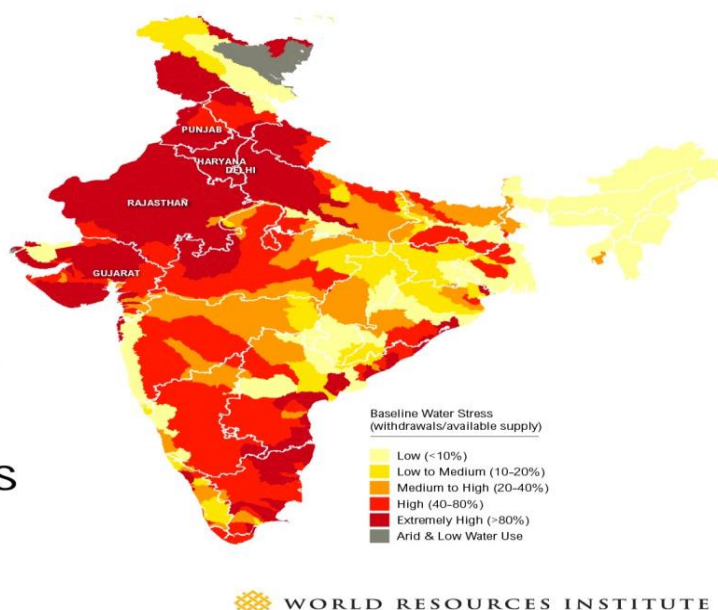 PUNJAB
HARYANA
DELHI
RAJASTHAN
GUJARAT
Baseline Water Stress
(withdrawals/available supply)
Low (<10%)
Low to Medium (10-20%)
Medium to High (20-40%)
High (40-80%)
Extremely High (>80%)
Arid & Low Water Use
S
WORLD RESOURCES INSTITUTE